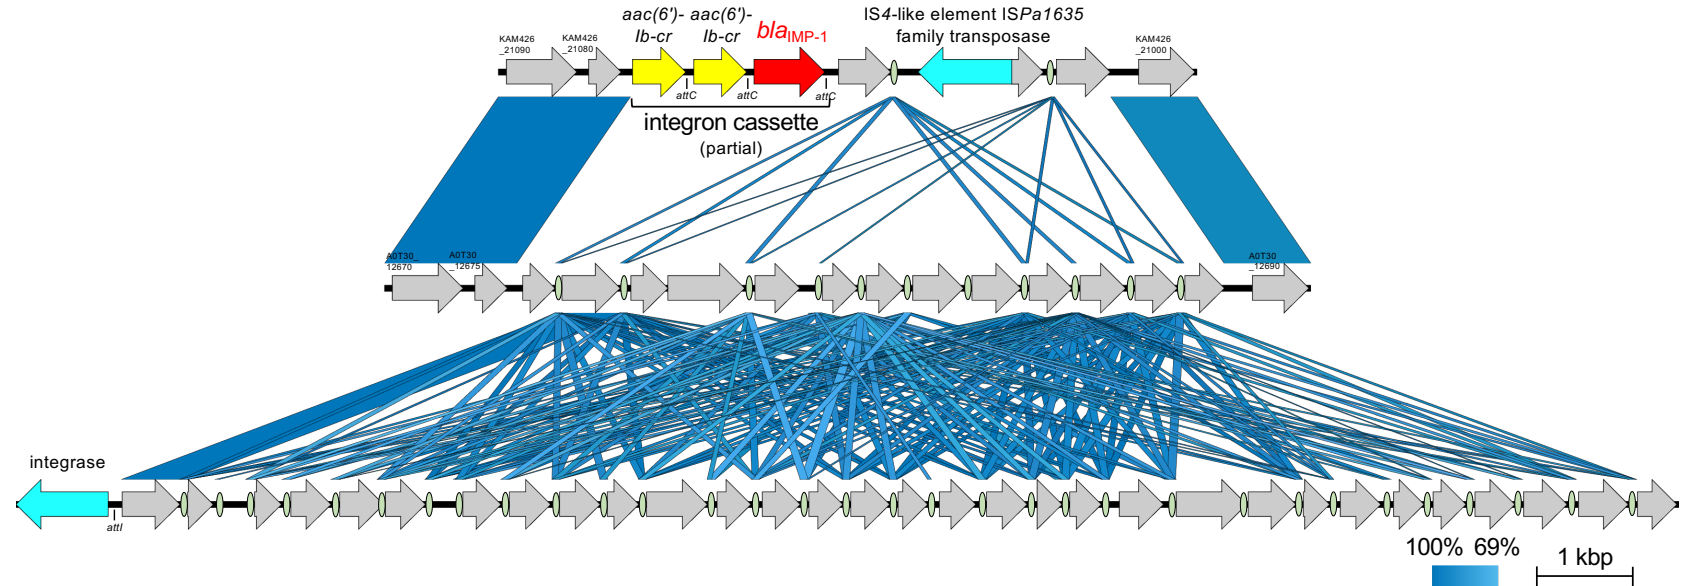 aac(6')- aac(6')-
Ib-cr Ib-cr
bla IMP-1
IS4-like element ISPa1635
family transposase
KAM426
_21090
KAM426
_21080
KAM426
_21000
attC attC attC
integron cassette
(partial)
A0T30_
12670
A0T30
_12675
A0T30
_12690
integrase
attI
100% 69%
1 kbp